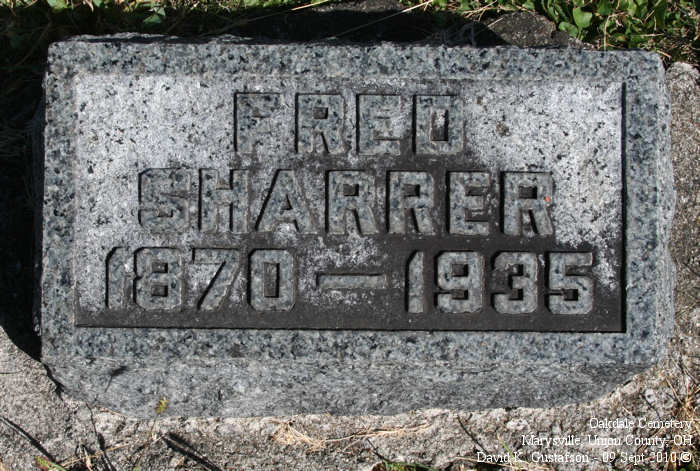 FRED
SHARRER
1870 — 1935
Oakdale Cemetery
Marysville, Union County, OH
David K. Gustafson - 09 Sept 2010 ©